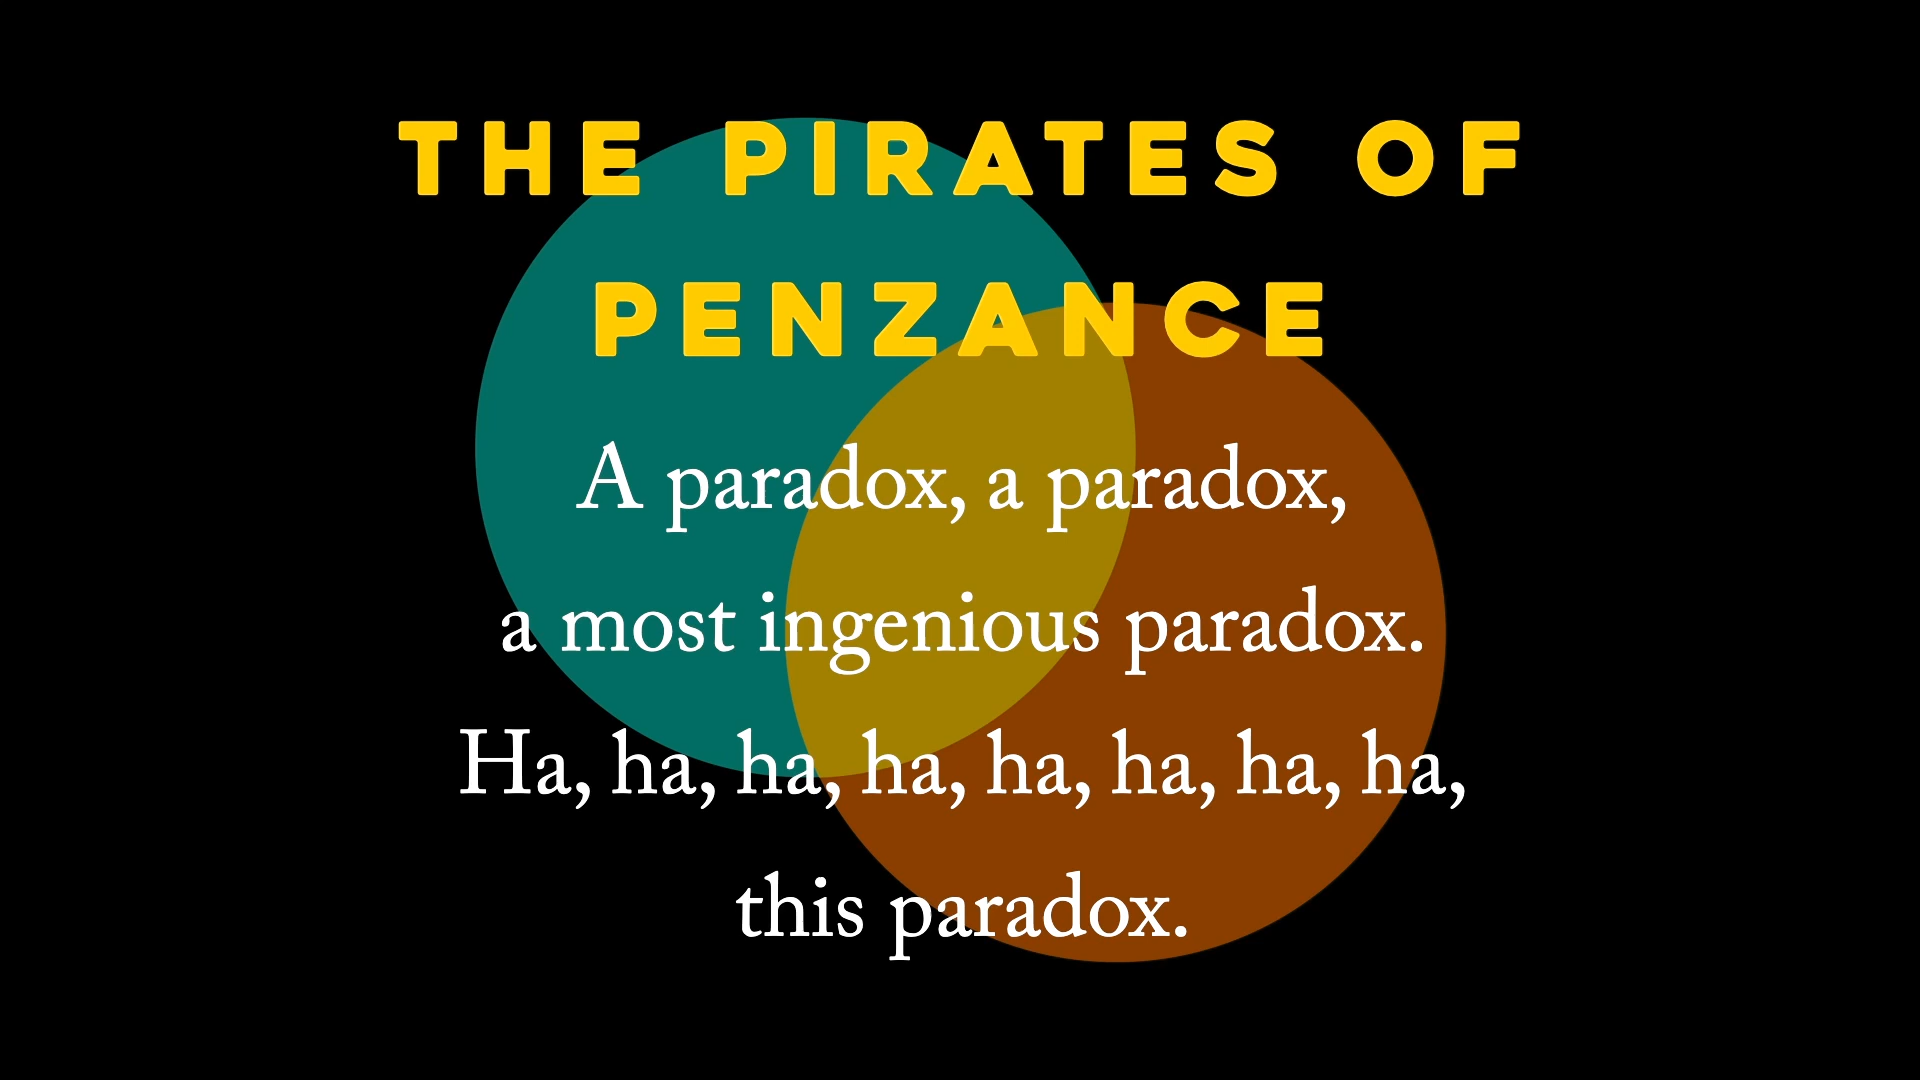 THE PIRATES OF
PENZANCE
A paradox, a paradox,
a most ingenious paradox.
Ha, ha, ha, ha, ha, ha, ha, ha,
this paradox.